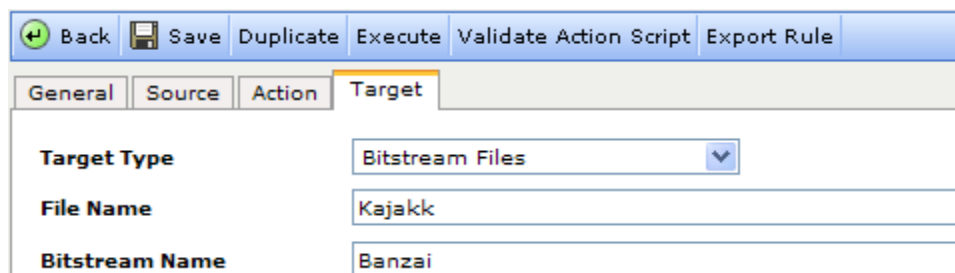 Back Save Duplicate Execute Validate Action Script Export Rule
General Source Action Target
Target Type Bitstream Files
File Name Kajakk
Bitstream Name Banzai